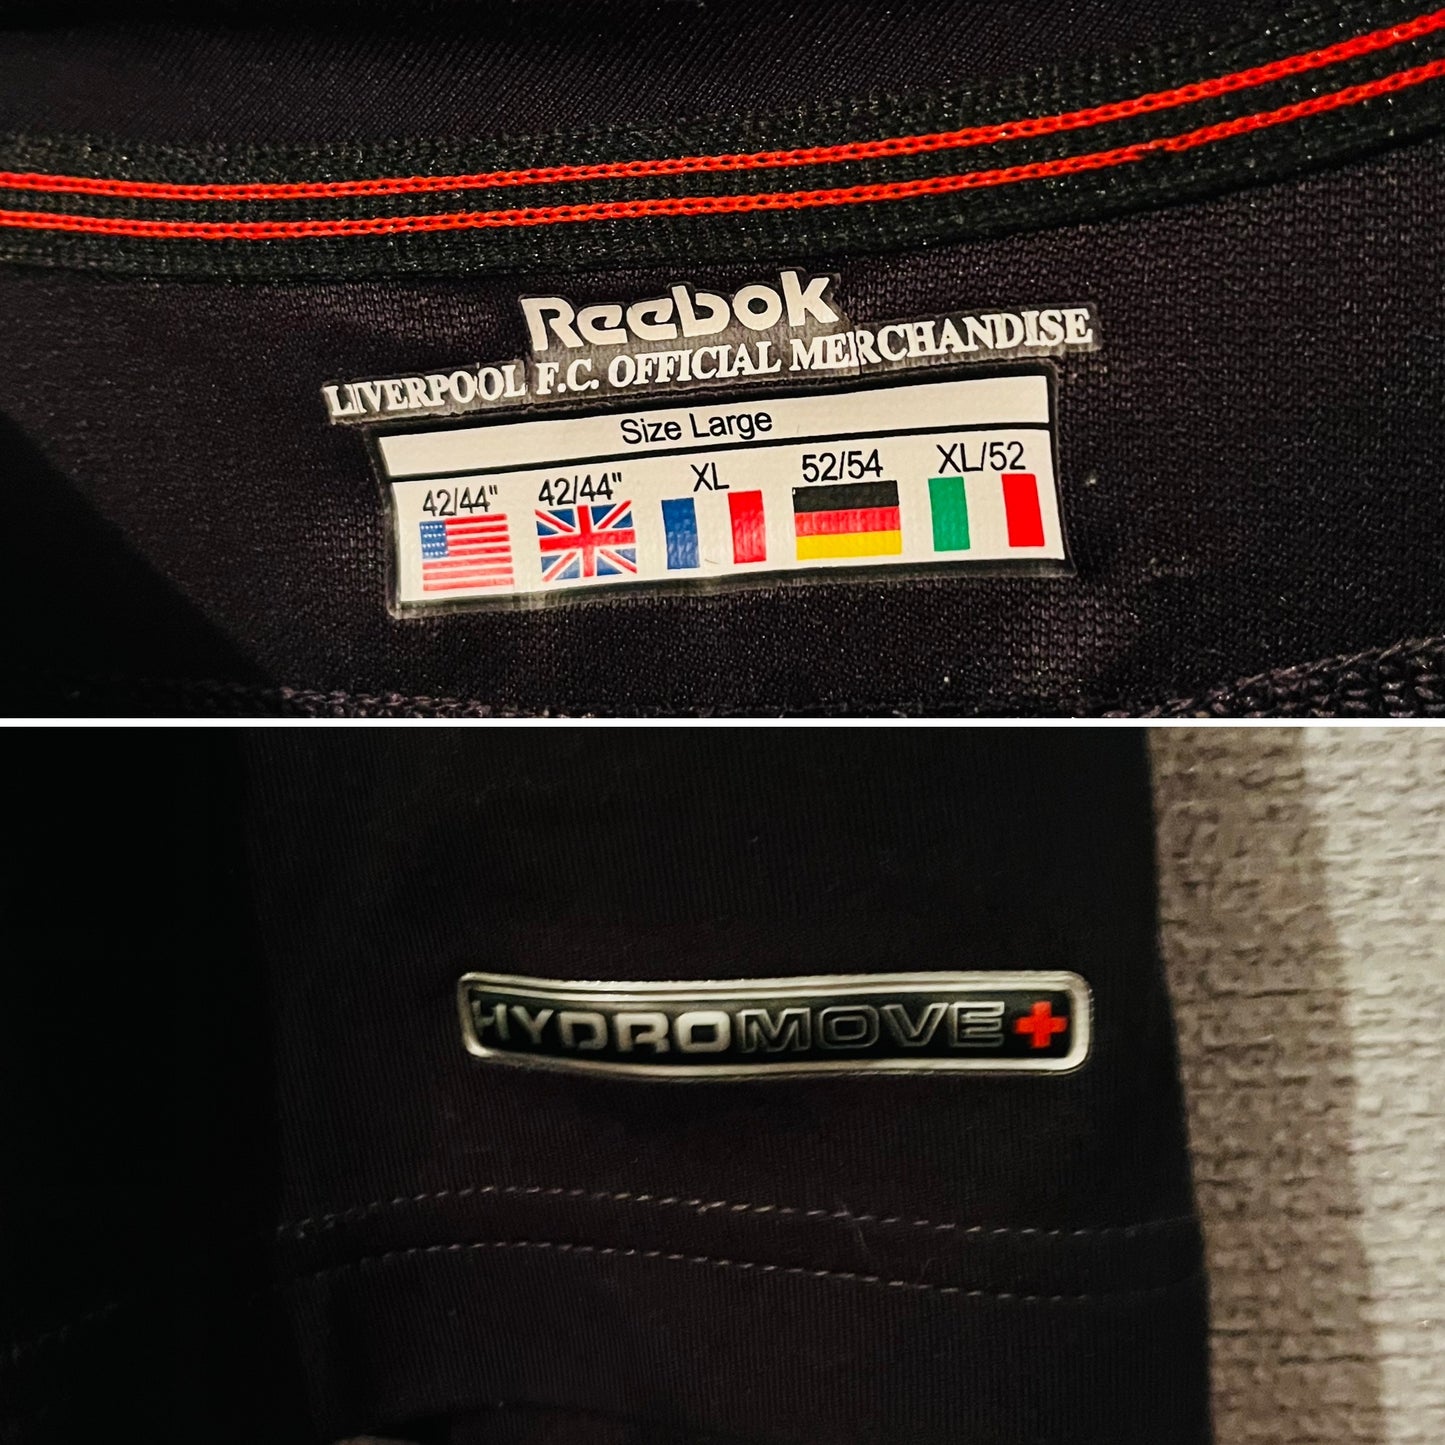 Reebok
LIVERPOOL F.C. OFFICIAL MERCHANDISE
Size Large
42/44" 42/44" XL 52/54 XL/52
HYDROMOVE+